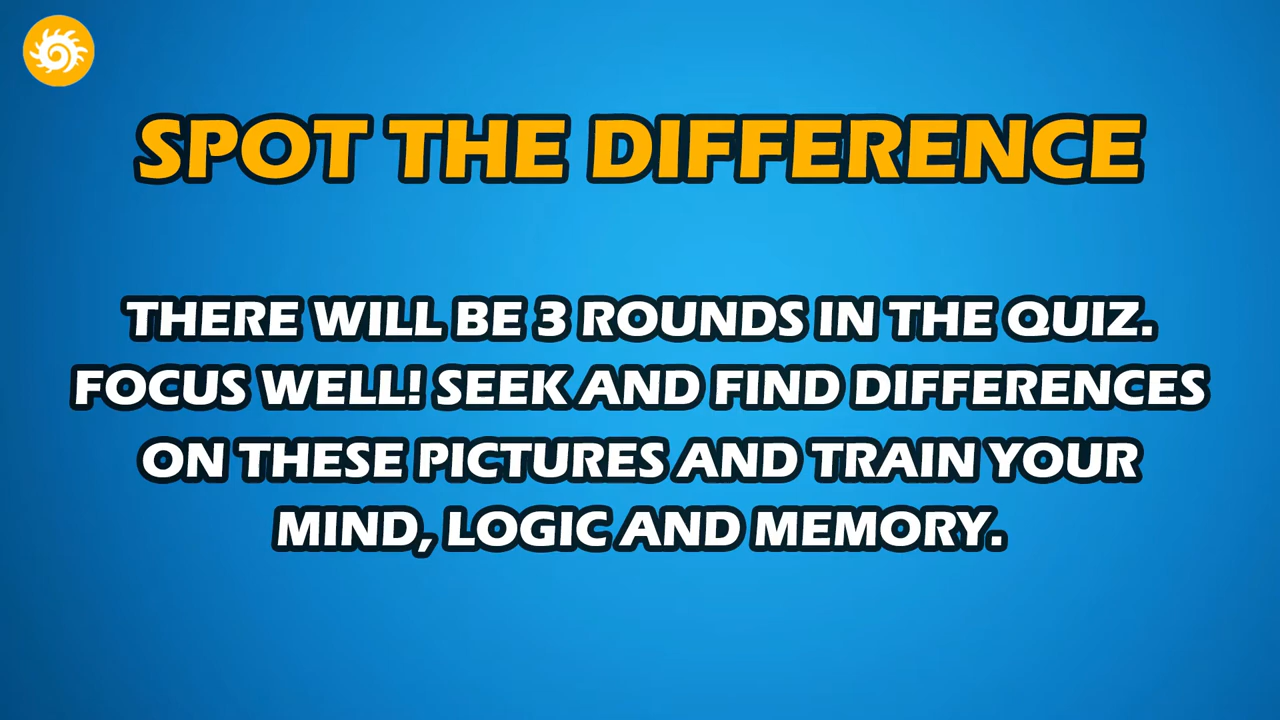 SPOT THE DIFFERENCE
THERE WILL BE 3 ROUNDS IN THE QUIZ.
FOCUS WELL! SEEK AND FIND DIFFERENCES
ON THESE PICTURES AND TRAIN YOUR
MIND, LOGIC AND MEMORY.